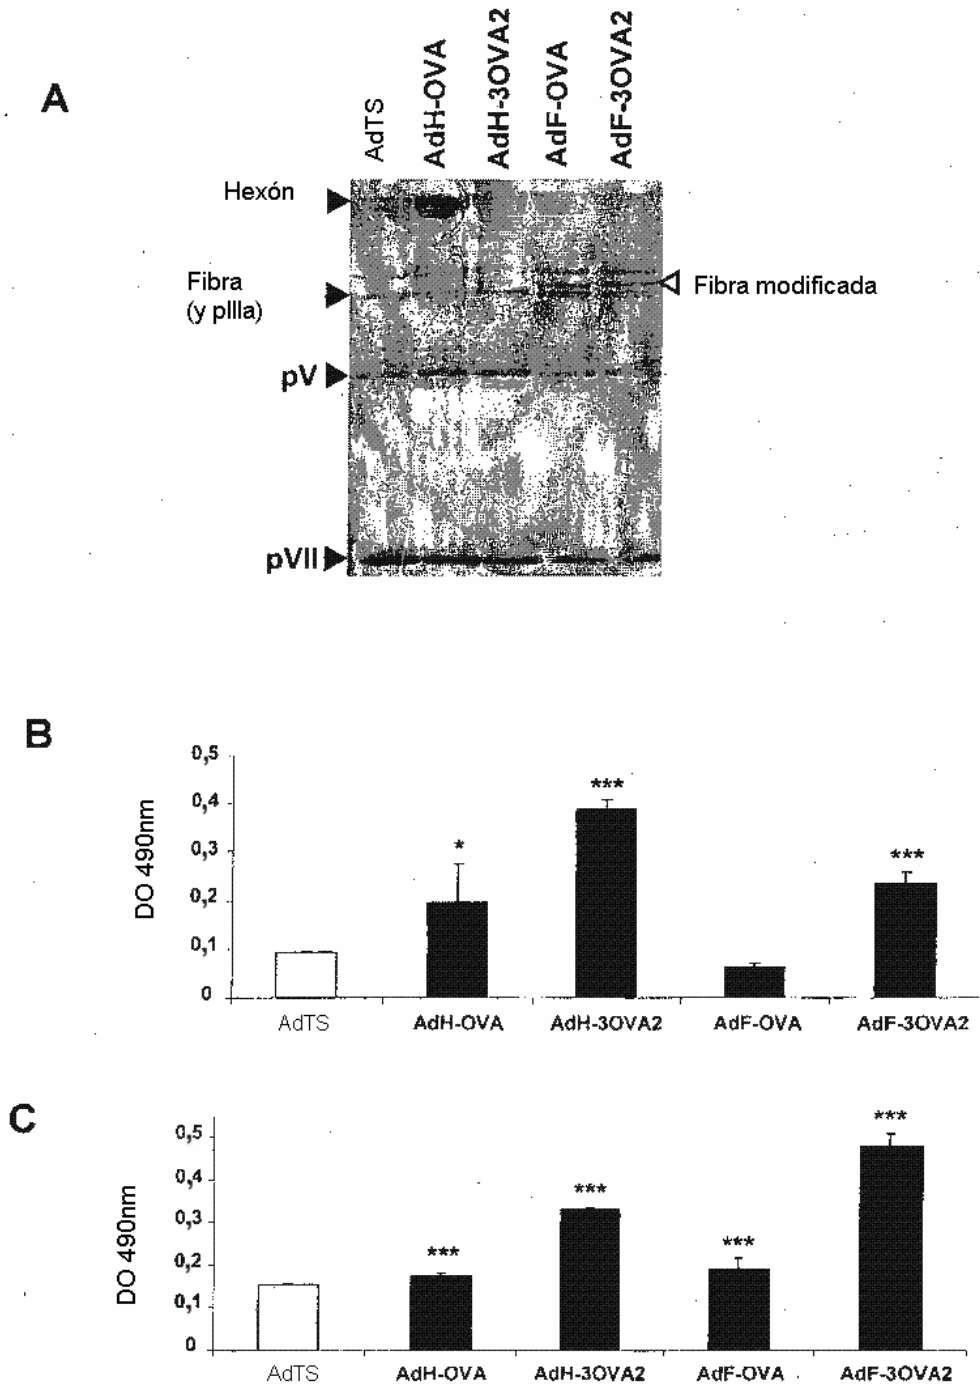 A
AdTS
AdH-OVA
AdH-3OVA2
AdF-OVA
AdF-3OVA2
Hexón
Fibra
(y pIIIa)
Fibra modificada
pV
pVII
B
DO 490nm
0,5
0,4
0,3
0,2
0,1
0
*
***
***
AdTS
AdH-OVA
AdH-3OVA2
AdF-OVA
AdF-3OVA2
C
DO 490nm
0,5
0,4
0,3
0,2
0,1
0
***
***
***
***
AdTS
AdH-OVA
AdH-3OVA2
AdF-OVA
AdF-3OVA2